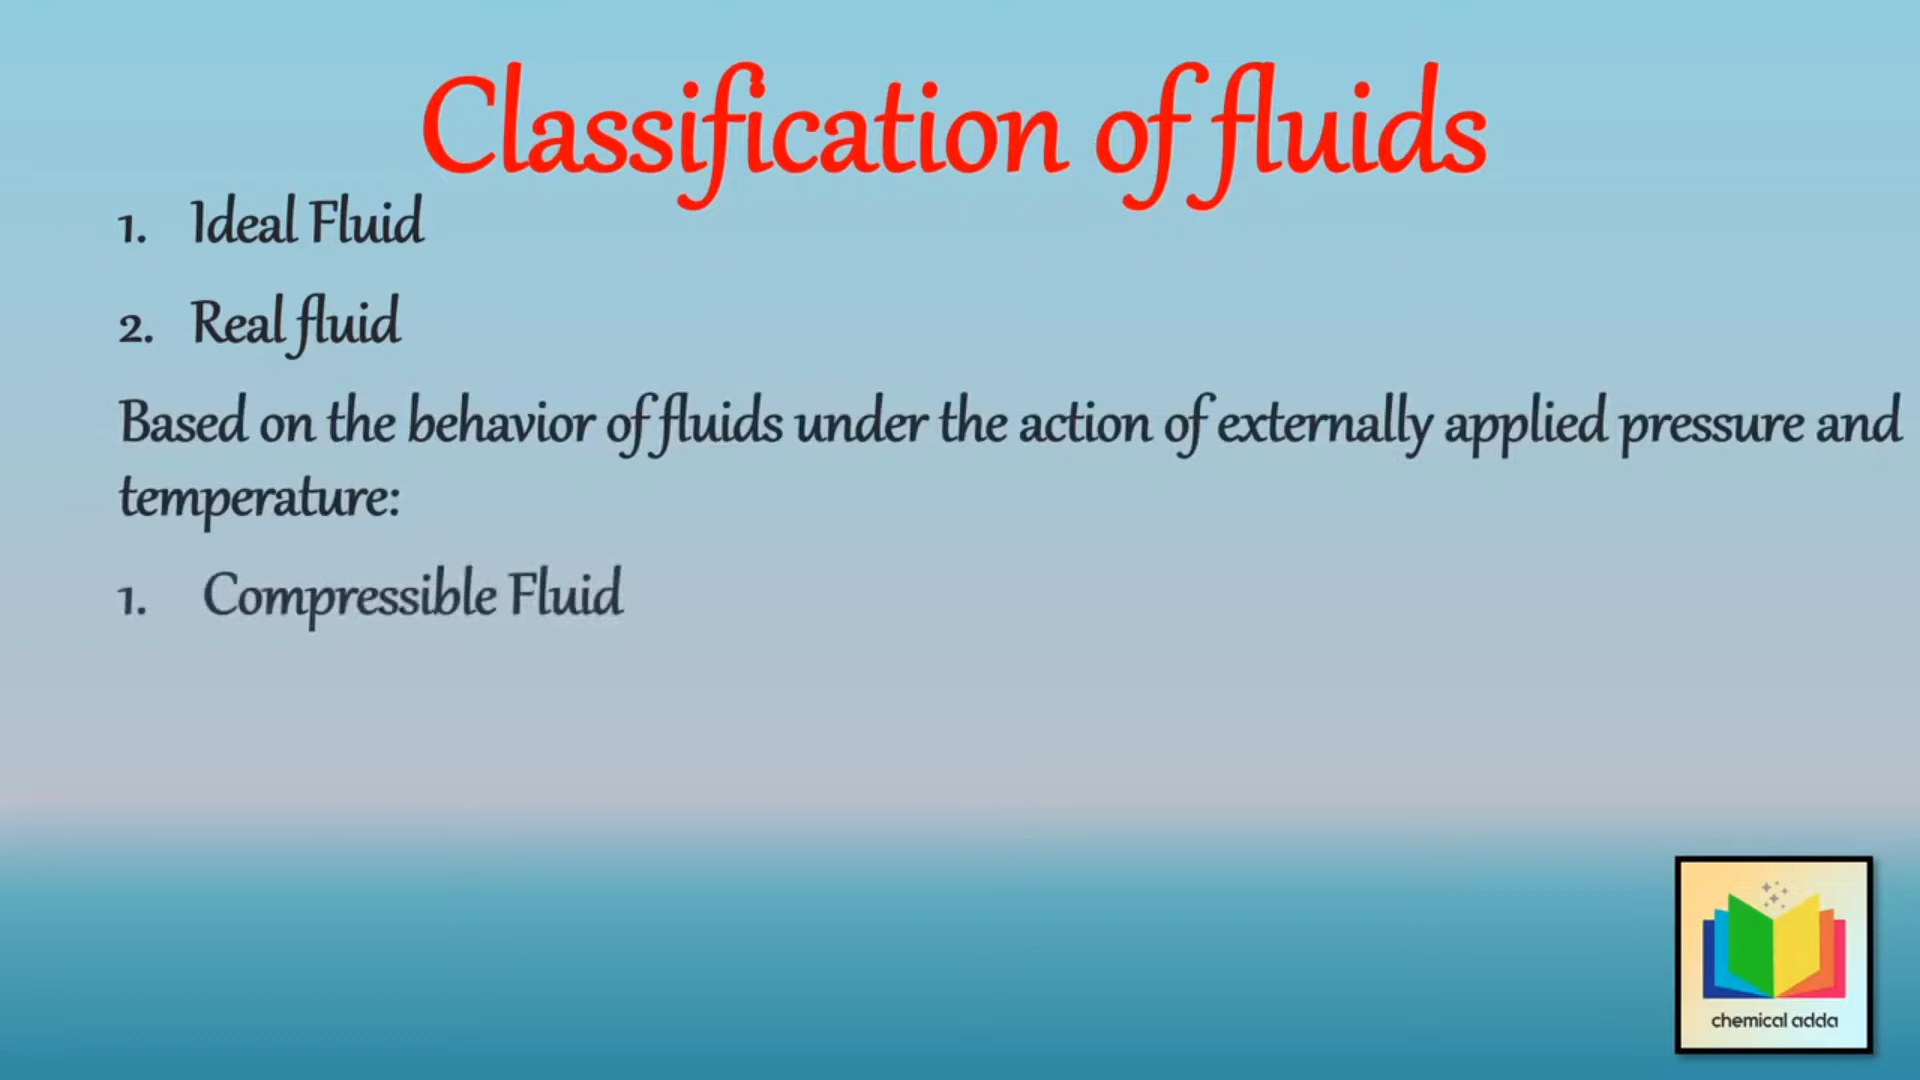 Classification of fluids
1. Ideal Fluid
2. Real fluid
Based on the behavior of fluids under the action of externally applied pressure and
temperature:
1. Compressible Fluid
chemical adda